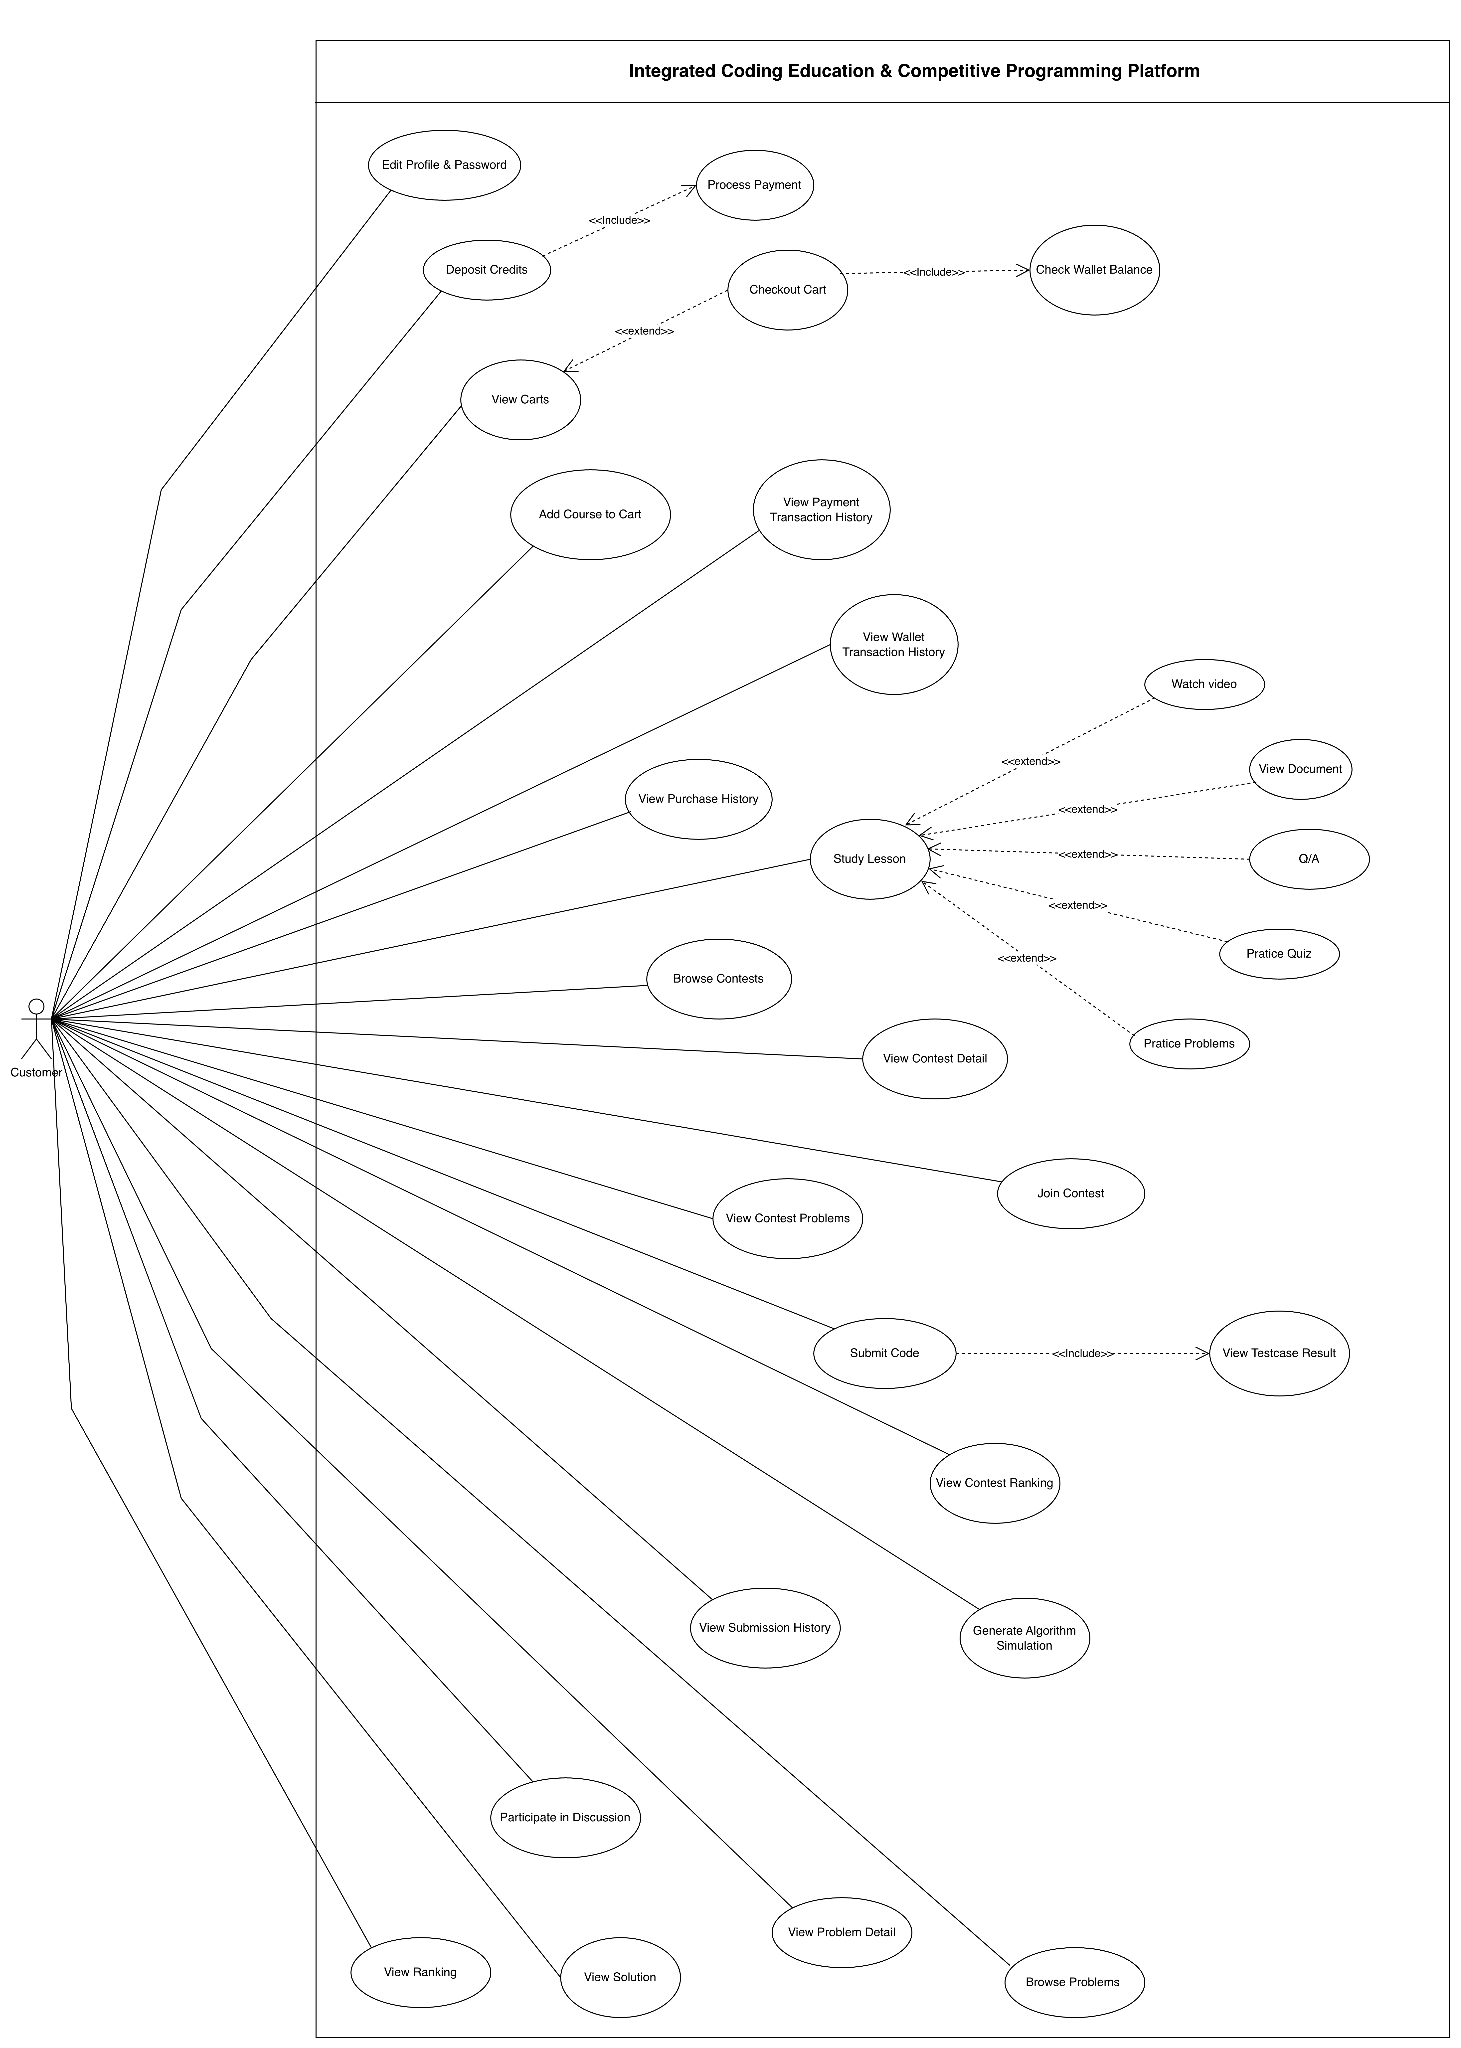 Integrated Coding Education & Competitive Programming Platform
Edit Profile & Password
Process Payment
<<Include>>
Deposit Credits
Checkout Cart
<<Include>>
Check Wallet Balance
<<extend>>
View Carts
Add Course to Cart
View Payment
Transaction History
View Wallet
Transaction History
Watch video
<<extend>>
View Document
<<extend>>
View Purchase History
Study Lesson
<<extend>>
Q/A
<<extend>>
Pratice Quiz
<<extend>>
Browse Contests
Pratice Problems
View Contest Detail
Customer
Join Contest
View Contest Problems
Submit Code
<<Include>>
View Testcase Result
View Contest Ranking
View Submission History
Generate Algorithm
Simulation
Participate in Discussion
View Problem Detail
View Ranking
View Solution
Browse Problems